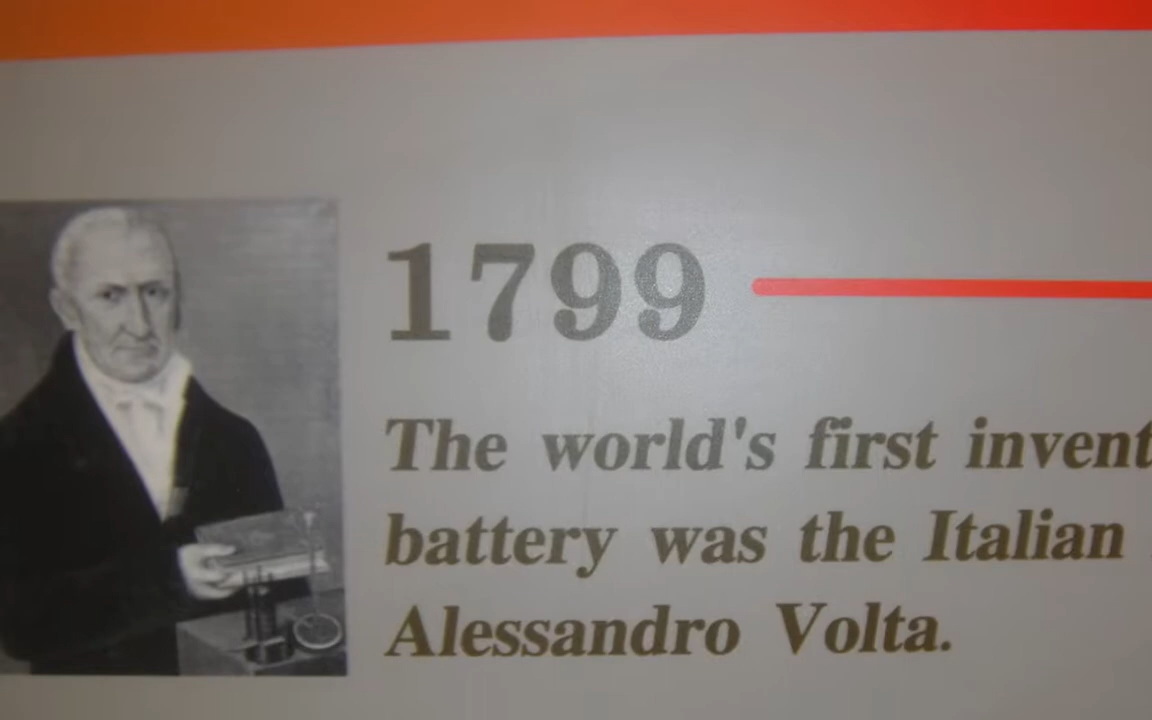 1799
The world's first invent
battery was the Italian
Alessandro Volta.